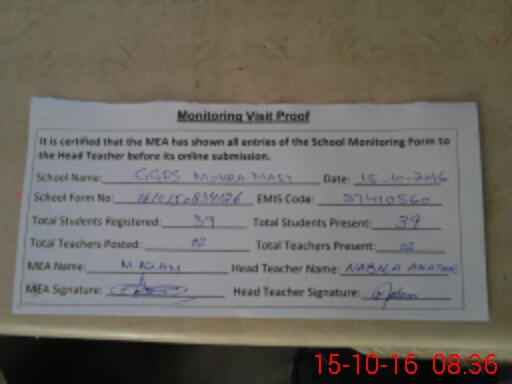 Monitoring Visit Proof
It is certified that the MEA has shown all entries of the School Monitoring Form to
the Head Teacher before its online submission.
School Name: GGPS MOHRA MAST Date: 15-10-2016
School Form No: EMIS Code: 37410560
Total Students Registered: 39 Total Students Present: 39
Total Teachers Posted: 02 Total Teachers Present: 02
MEA Name: Head Teacher Name:
MEA Signature: Head Teacher Signature:
15-10-16 08:36